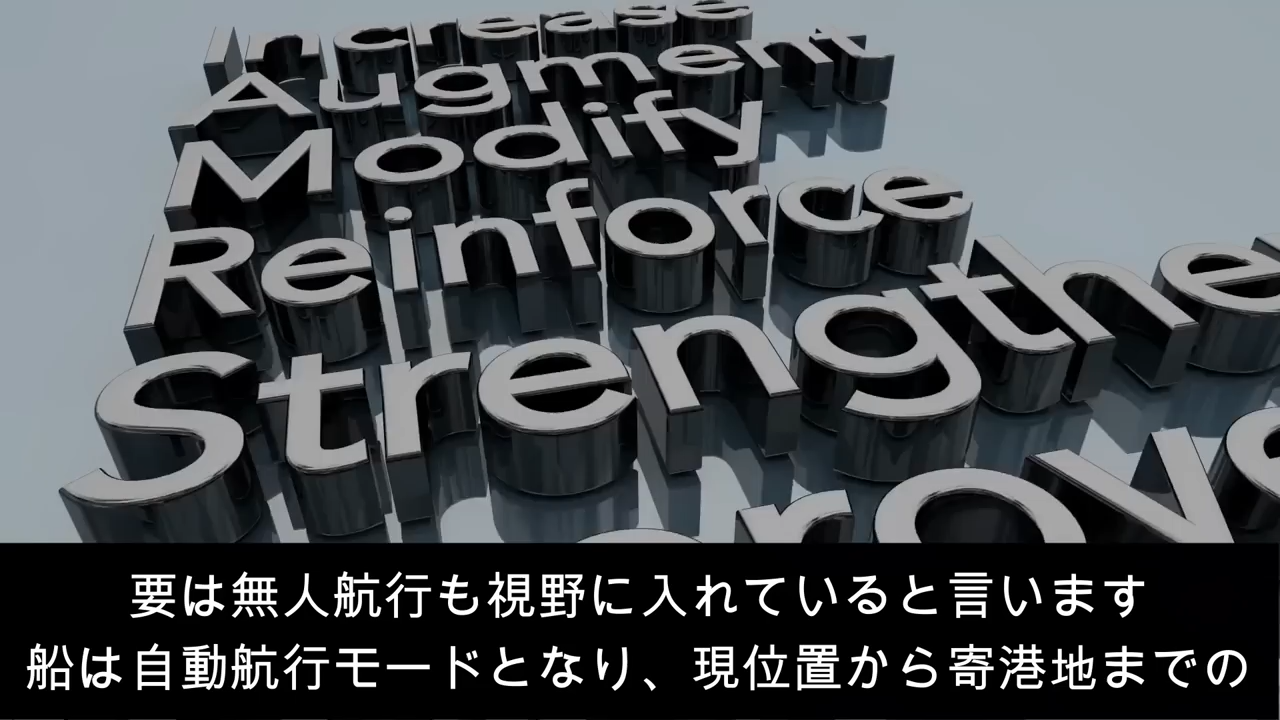 Increase
Augment
Modify
Reinforce
Strengthe
rove
要は無人航行も視野に入れていると言います
船は自動航行モードとなり、現位置から寄港地までの